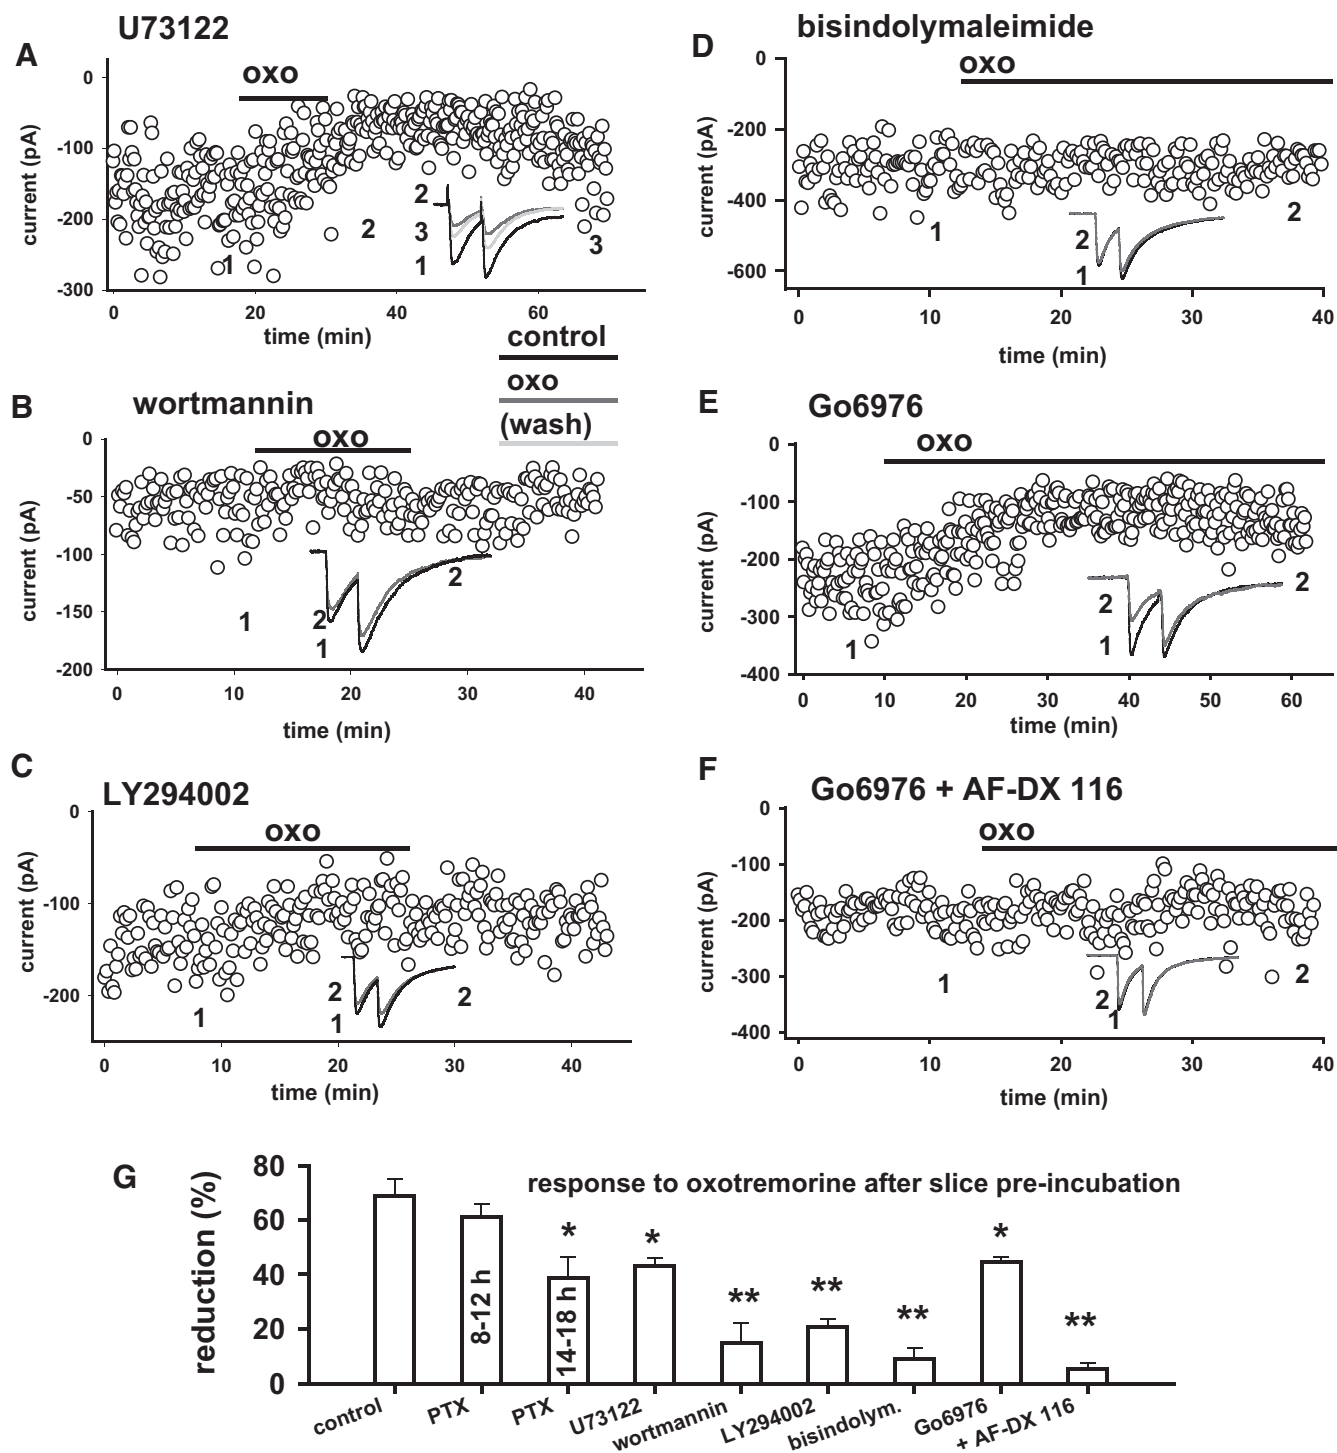 A
U73122
oxo
0
-100
-200
-300
current (pA)
1
2
3
2
3
1
0 20 40 60
time (min)
control
oxo
(wash)
B
wortmannin
oxo
0
-50
-100
-150
-200
current (pA)
1
2
2
1
0 10 20 30 40
time (min)
C
LY294002
oxo
0
-100
-200
current (pA)
1
2
2
1
0 10 20 30 40
time (min)
D
bisindolymaleimide
oxo
0
-200
-400
-600
current (pA)
1
2
2
1
0 10 20 30 40
time (min)
E
Go6976
oxo
0
-100
-200
-300
-400
current (pA)
1
2
2
1
0 10 20 30 40 50 60
time (min)
F
Go6976 + AF-DX 116
oxo
0
-100
-200
-300
-400
current (pA)
1
2
2
1
0 10 20 30 40
time (min)
G
response to oxotremorine after slice pre-incubation
80
60
40
20
0
reduction (%)
8-12 h
14-18 h
* * ** ** ** * **
control
PTX
PTX
U73122
wortmannin
LY294002
bisindolym.
Go6976
+ AF-DX 116